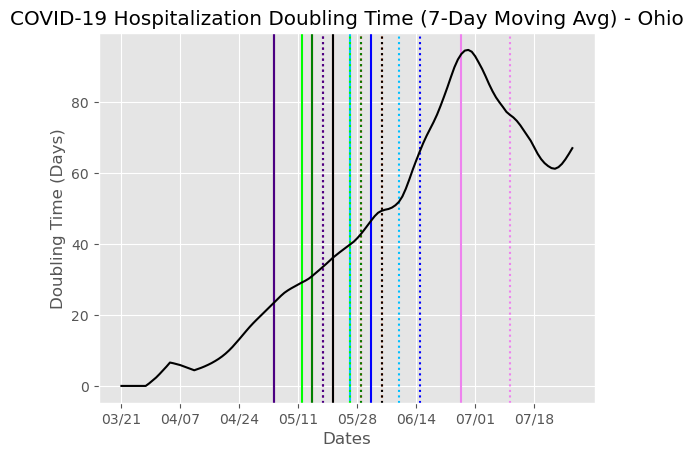 COVID-19 Hospitalization Doubling Time (7-Day Moving Avg) - Ohio
Doubling Time (Days)
80
60
40
20
0
03/21 04/07 04/24 05/11 05/28 06/14 07/01 07/18
Dates